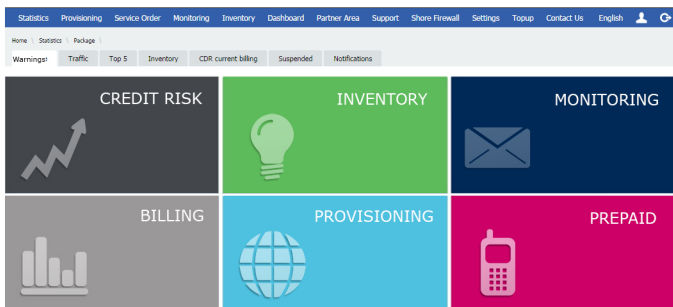 Statistics Provisioning Service Order Monitoring Inventory Dashboard Partner Area Support Shore Firewall Settings Topup Contact Us English
Home \ Statistics \ Package \
Warnings: Traffic Top 5 Inventory CDR current billing Suspended Notifications
CREDIT RISK INVENTORY MONITORING
BILLING PROVISIONING PREPAID